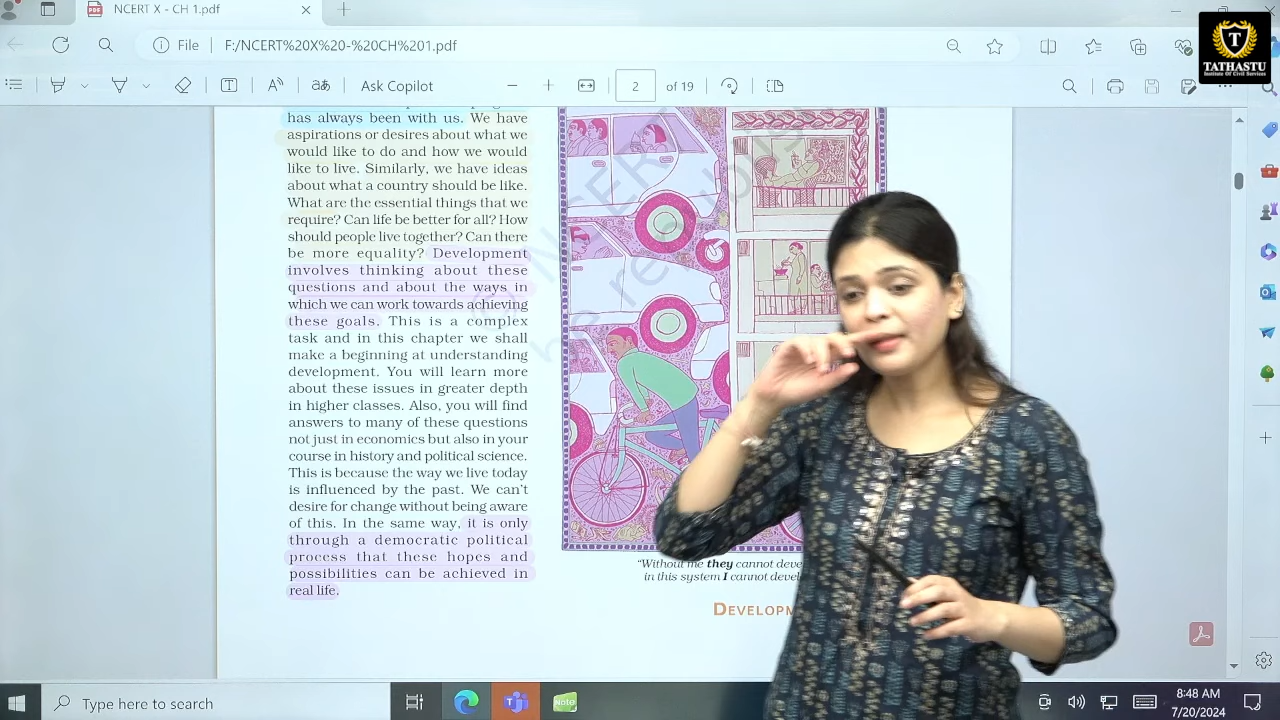 NCERT X - CH 1.pdf
T
TATHASTU
Institute Of Civil Services
File
F:/NCERT%20X%20-%20CH%201.pdf
Ask Copilot
2 of 19
has always been with us. We have
aspirations or desires about what we
would like to do and how we would
like to live. Similarly, we have ideas
about what a country should be like.
What are the essential things that we
require? Can life be better for all? How
should people live together? Can there
be more equality? Development
involves thinking about these
questions and about the ways in
which we can work towards achieving
these goals. This is a complex
task and in this chapter we shall
make a beginning at understanding
development. You will learn more
about these issues in greater depth
in higher classes. Also, you will find
answers to many of these questions
not just in economics but also in your
course in history and political science.
This is because the way we live today
is influenced by the past. We can't
desire for change without being aware
of this. In the same way, it is only
through a democratic political
process that these hopes and
possibilities can be achieved in
real life.
"Without me they cannot deve
in this system I cannot devel
DEVELOPM
Type here to search
Note
8:48 AM
7/20/2024